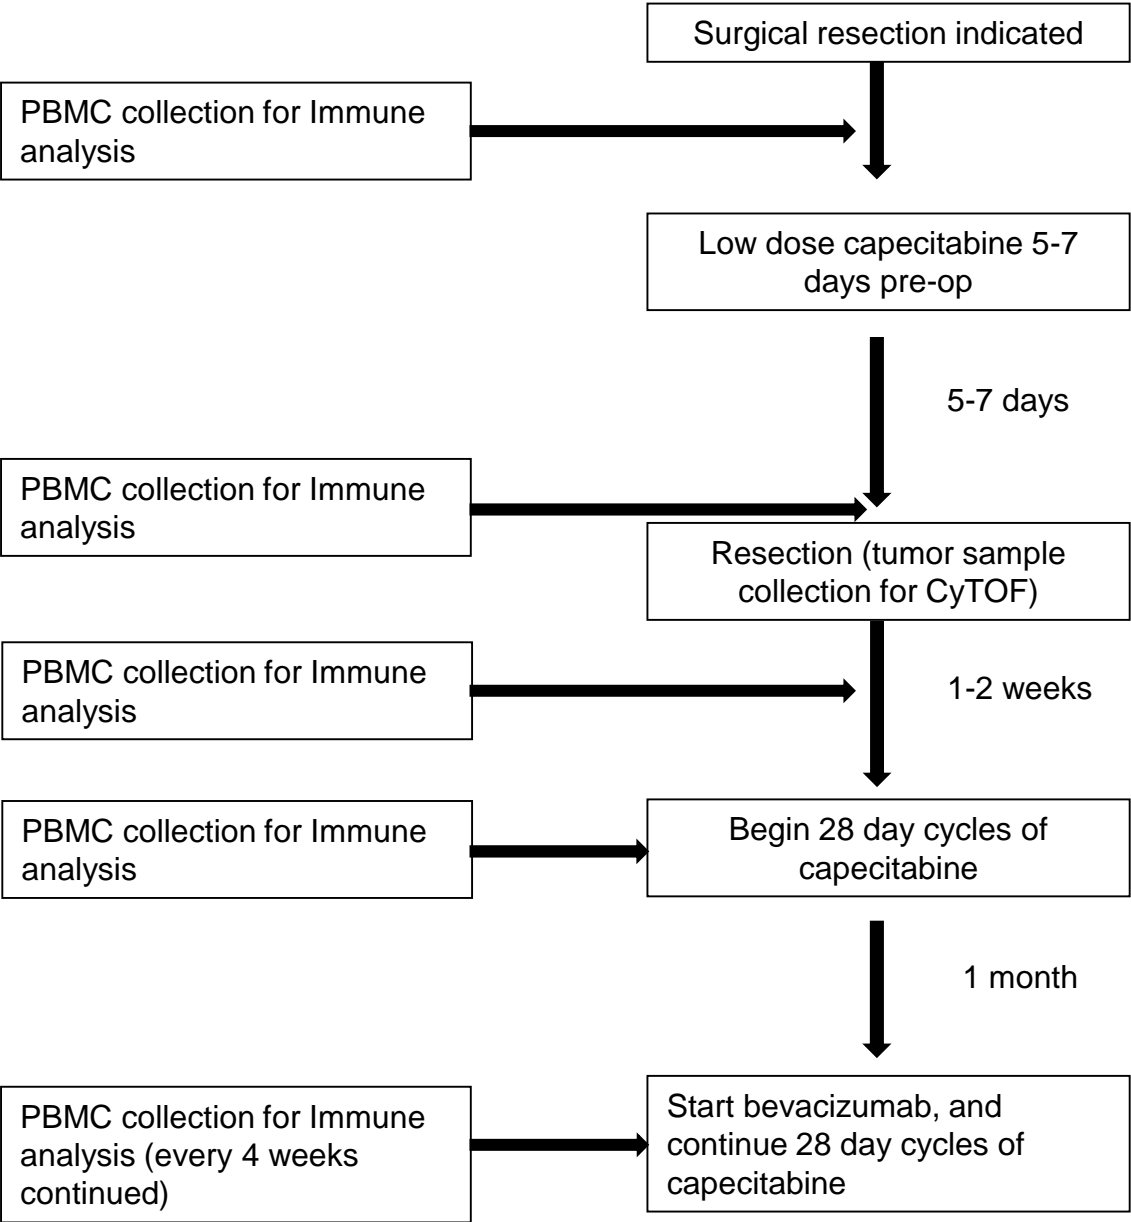 Surgical resection indicated
PBMC collection for Immune
analysis
Low dose capecitabine 5-7
days pre-op
5-7 days
PBMC collection for Immune
analysis
Resection (tumor sample
collection for CyTOF)
PBMC collection for Immune
analysis
1-2 weeks
PBMC collection for Immune
analysis
Begin 28 day cycles of
capecitabine
1 month
PBMC collection for Immune
analysis (every 4 weeks
continued)
Start bevacizumab, and
continue 28 day cycles of
capecitabine